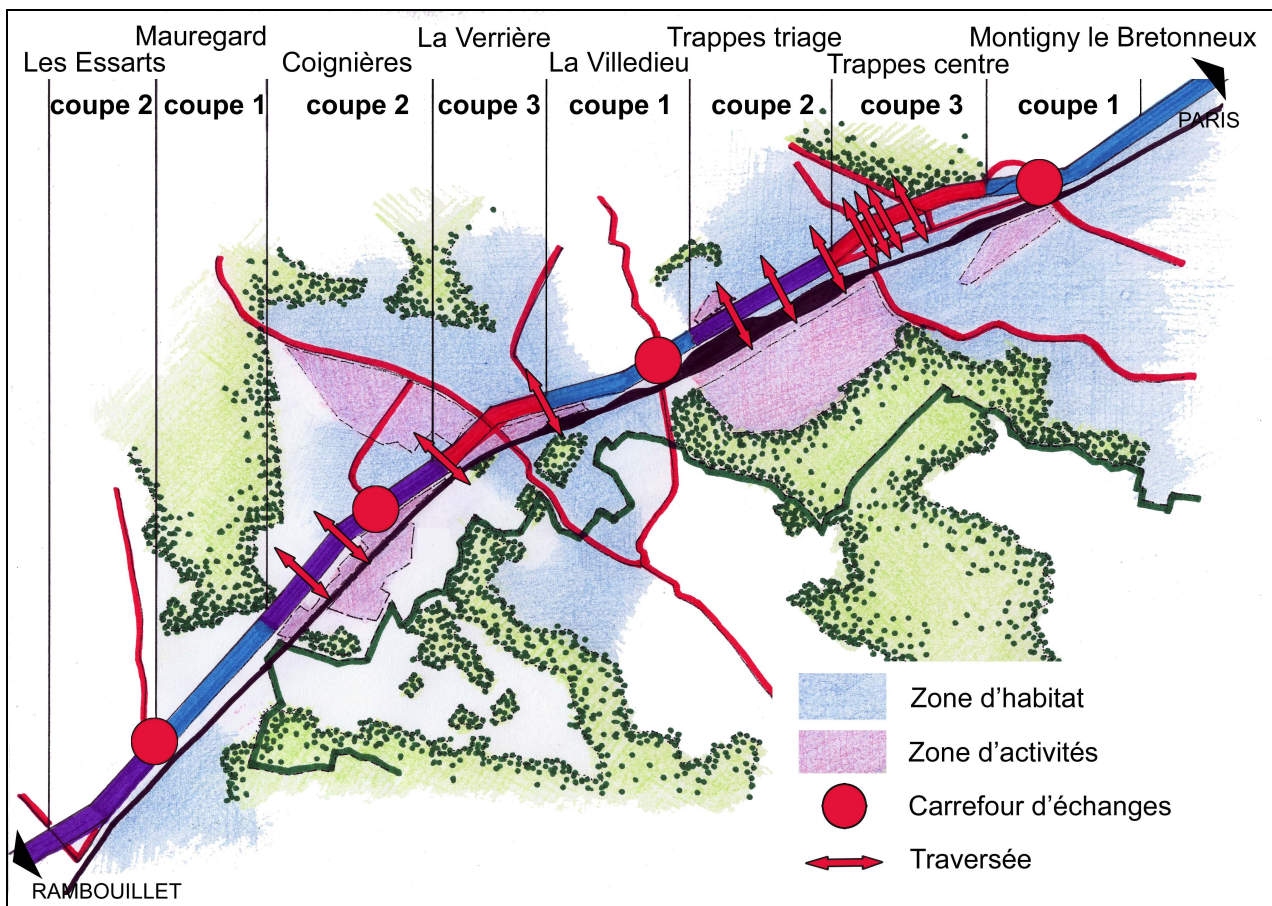 Mauregard
La Verrière
Trappes triage
Montigny le Bretonneux
Les Essarts
Coignières
La Villedieu
Trappes centre
coupe 2
coupe 1
coupe 2
coupe 3
coupe 1
coupe 2
coupe 3
coupe 1
PARIS
Zone d'habitat
Zone d'activités
Carrefour d'échanges
Traversée
RAMBOUILLET